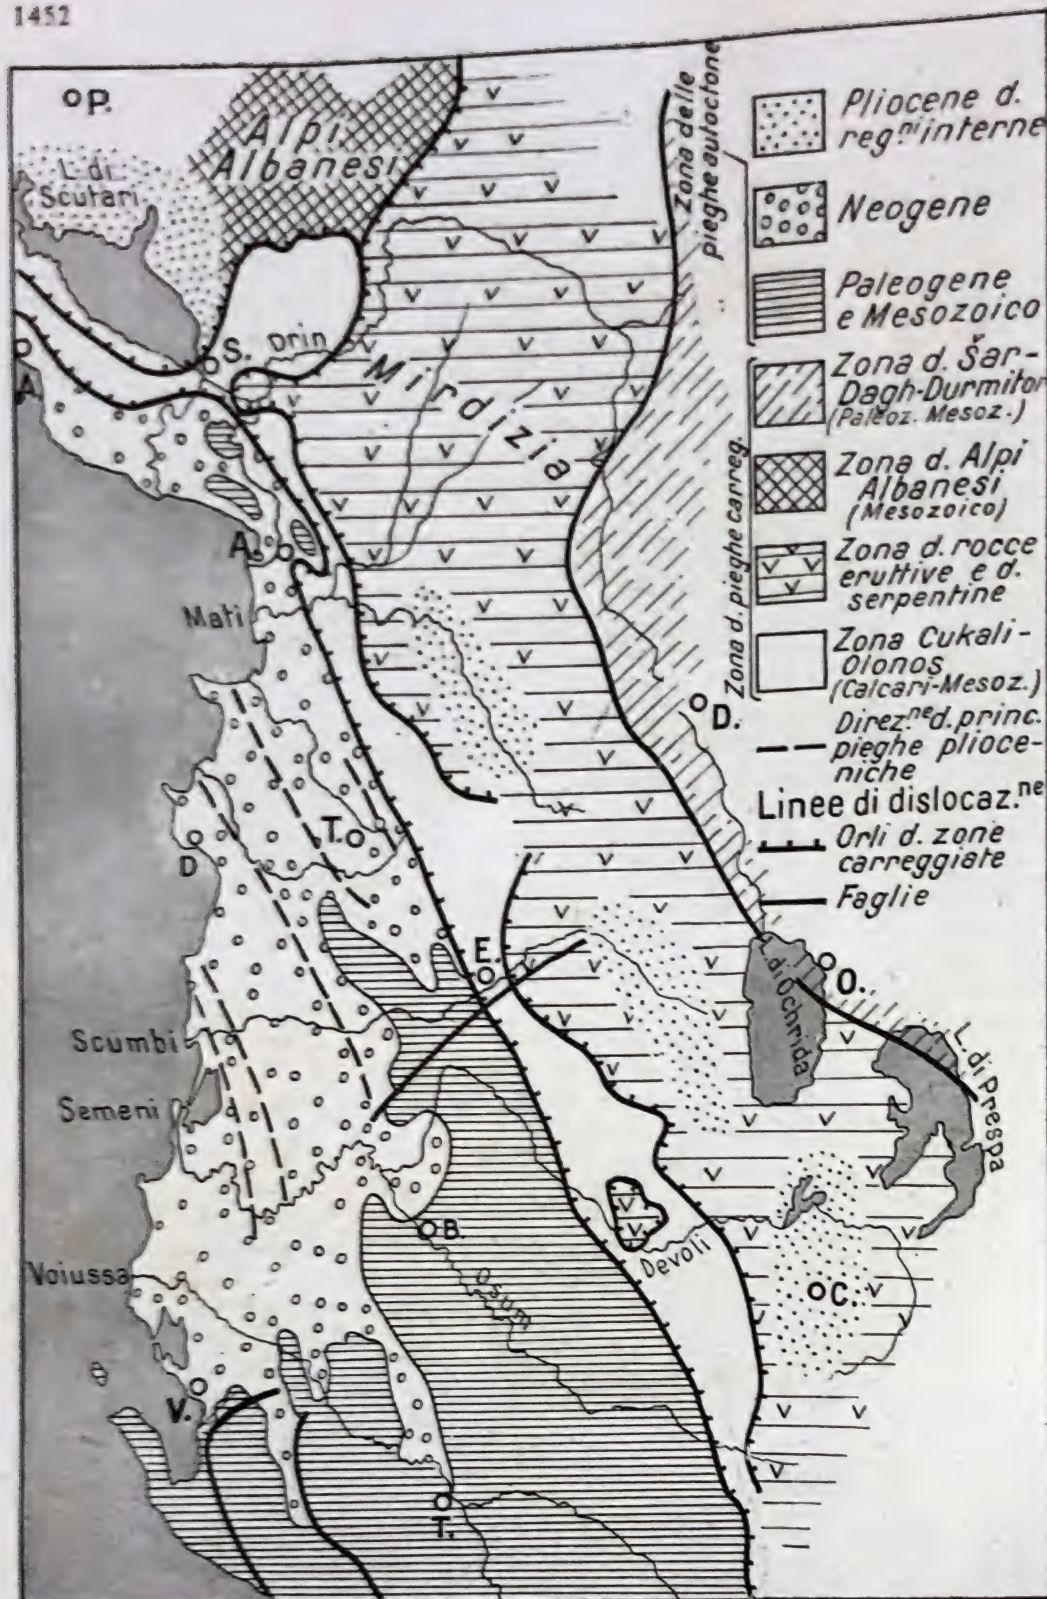 1452
P.
Alpi
Albanesi
L. di
Scutari
S.
Drin
A
Mirdizia
A.
Mati
D.
T.
D
E.
O.
L. di Ochrida
L. di Prespa
Scumbi
Semeni
B.
Devoli
Osum
Voiussa
C.
V.
T.
Zona delle
pieghe autoctone
Zona d. pieghe carreg.
Pliocene d.
reg.ni interne
Neogene
Paleogene
e Mesozoico
Zona d. Šar-
Dagh-Durmitor
(Paleoz. Mesoz.)
Zona d. Alpi
Albanesi
(Mesozoico)
Zona d. rocce
eruttive e d.
serpentine
Zona Cukali-
Olonos
(Calcari-Mesoz.)
Direz.ne d. princ.
pieghe plioce-
niche
Linee di dislocaz.ne
Orli d. zone
carreggiate
Faglie